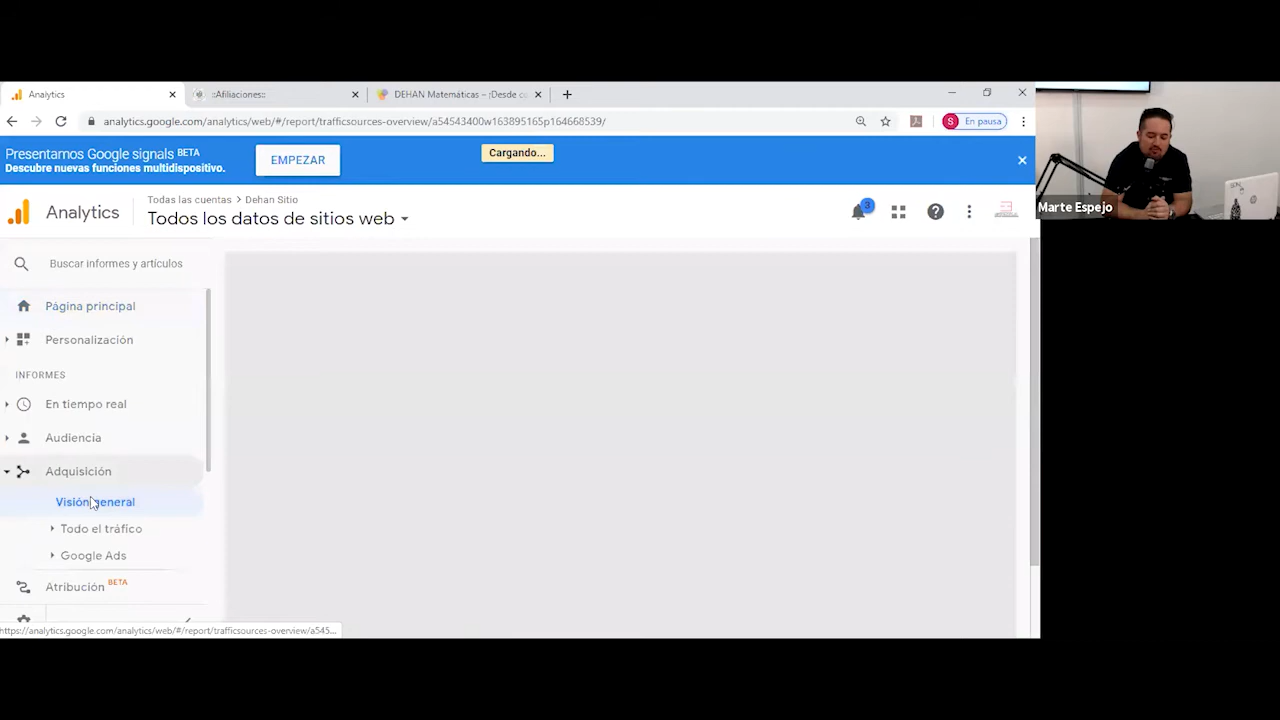 Analytics
::Afiliaciones::
DEHAN Matemáticas – ¡Desde co
analytics.google.com/analytics/web/#/report/trafficsources-overview/a54543400w163895165p164668539/
S
En pausa
Presentamos Google signals BETA
Descubre nuevas funciones multidispositivo.
EMPEZAR
Cargando...
Analytics
Todas las cuentas > Dehan Sitio
Todos los datos de sitios web
3
Marte Espejo
Buscar informes y artículos
Página principal
Personalización
INFORMES
En tiempo real
Audiencia
Adquisición
Visión general
Todo el tráfico
Google Ads
Atribución BETA
https://analytics.google.com/analytics/web/#/report/trafficsources-overview/a545...